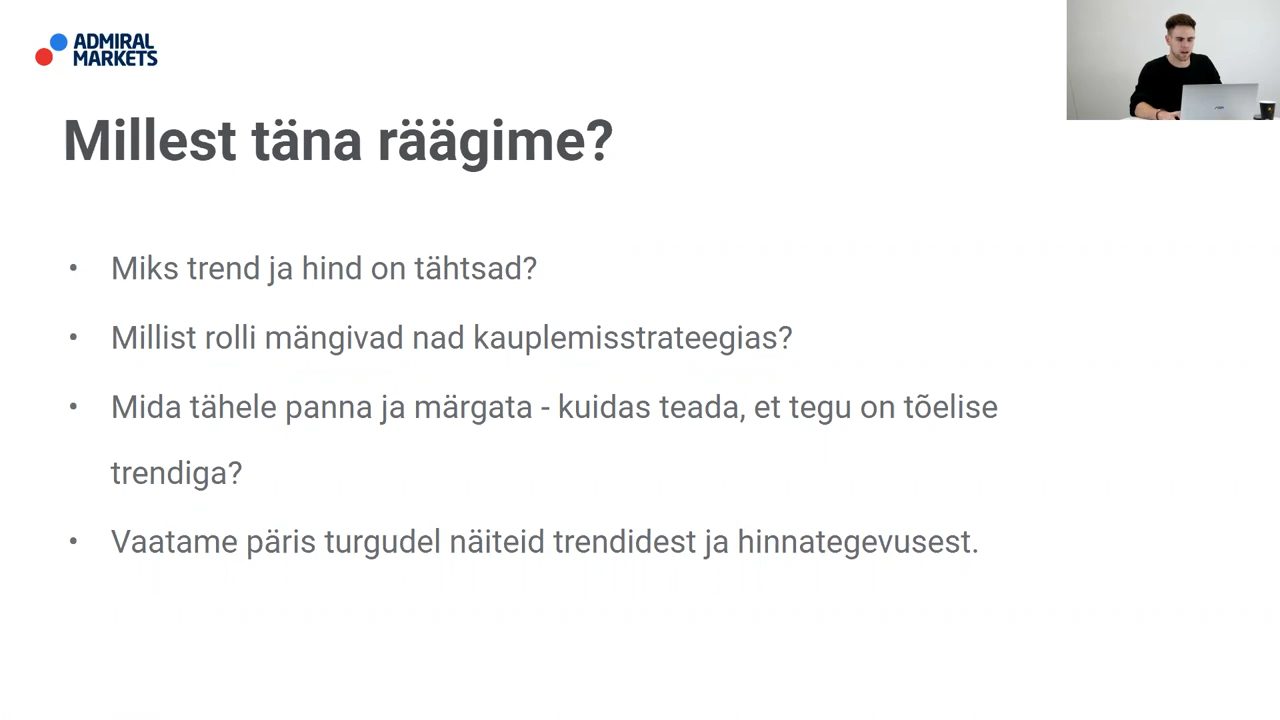 ADMIRAL
MARKETS
Millest täna räägime?
• Miks trend ja hind on tähtsad?
• Millist rolli mängivad nad kauplemisstrateegias?
• Mida tähele panna ja märgata - kuidas teada, et tegu on tõelise
trendiga?
• Vaatame päris turgudel näiteid trendidest ja hinnategevusest.